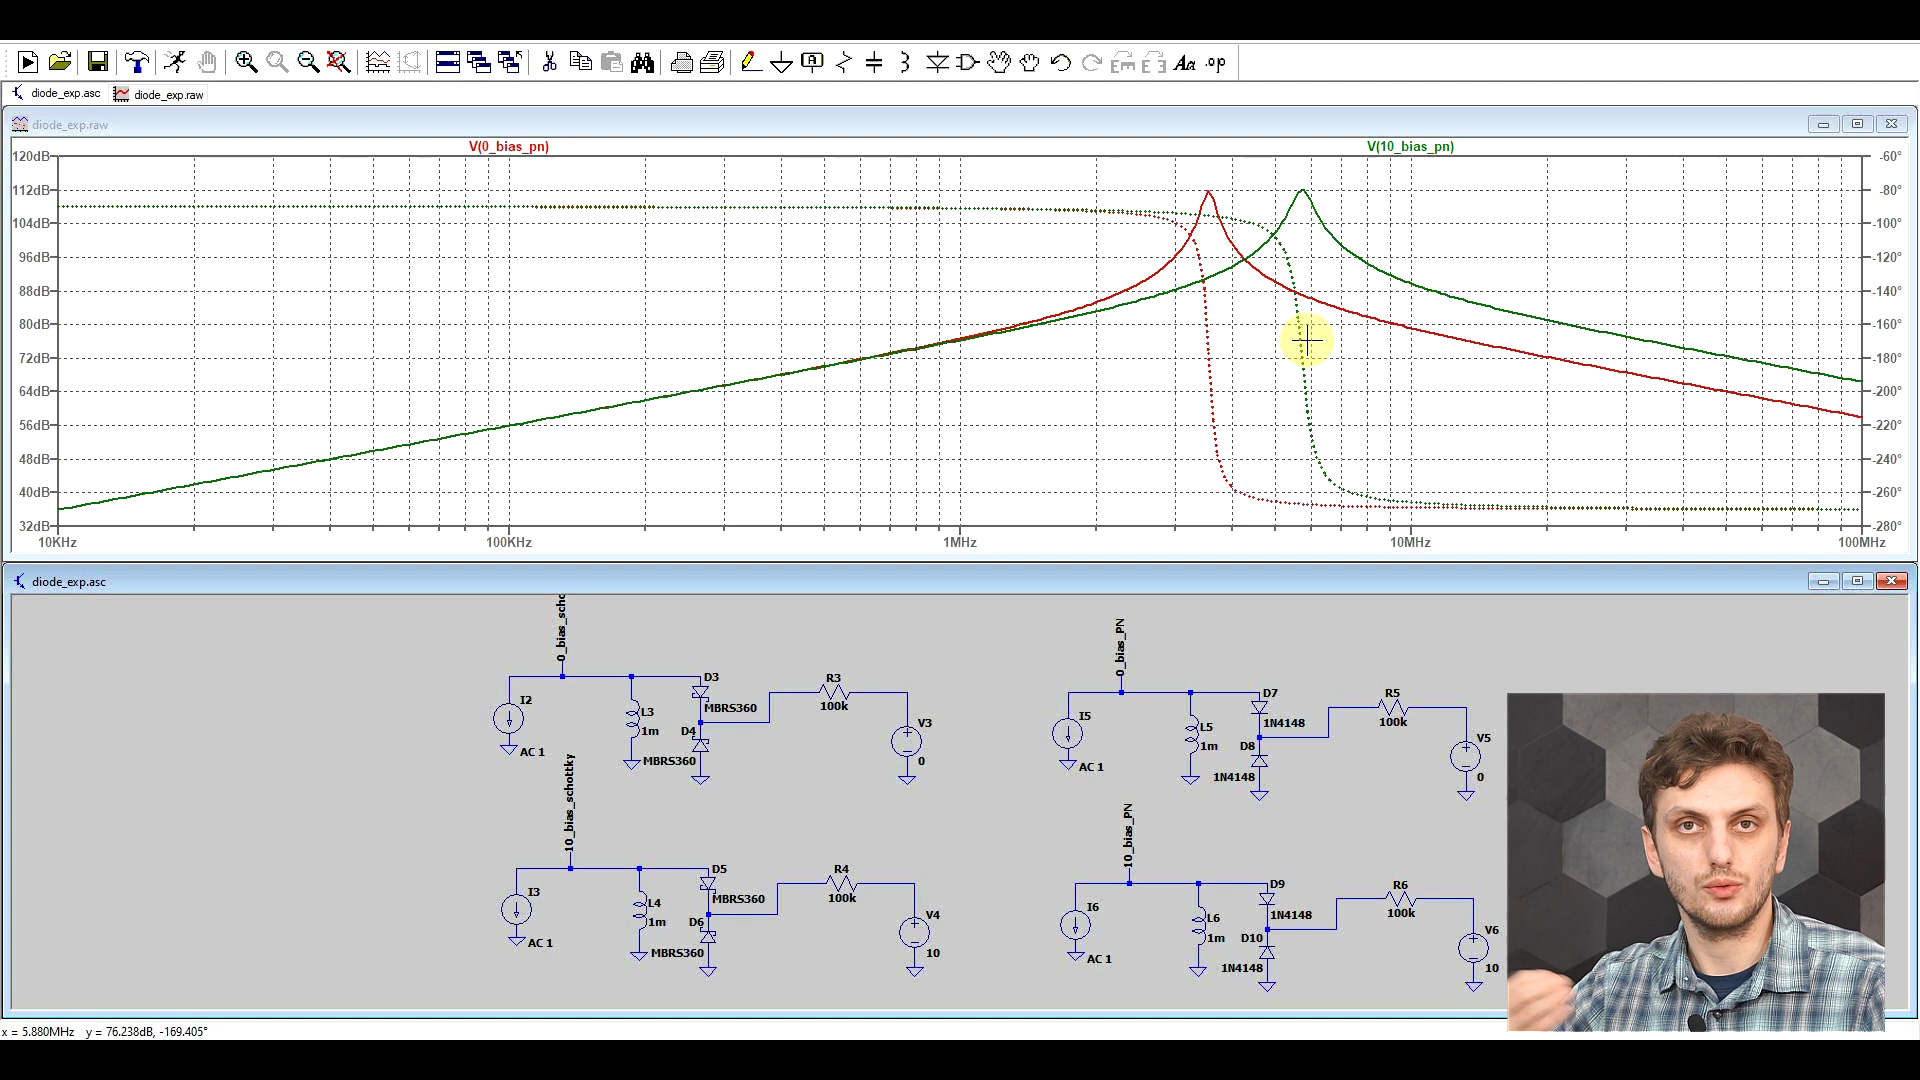 .op
diode_exp.asc diode_exp.raw
diode_exp.raw
V(0_bias_pn) V(10_bias_pn)
120dB -60°
112dB -80°
104dB -100°
96dB -120°
88dB -140°
80dB -160°
72dB -180°
64dB -200°
56dB -220°
48dB -240°
40dB -260°
32dB -280°
10KHz 100KHz 1MHz 10MHz 100MHz
diode_exp.asc
0_bias_scho
I2
AC 1
L3
1m
D3
MBRS360
D4
MBRS360
R3
100k
V3
0
0_bias_PN
I5
AC 1
L5
1m
D7
1N4148
D8
1N4148
R5
100k
V5
0
10_bias_schottky
I3
AC 1
L4
1m
D5
MBRS360
D6
MBRS360
R4
100k
V4
10
10_bias_PN
I6
AC 1
L6
1m
D9
1N4148
D10
1N4148
R6
100k
V6
10
x = 5.880MHz y = 76.238dB, -169.405°